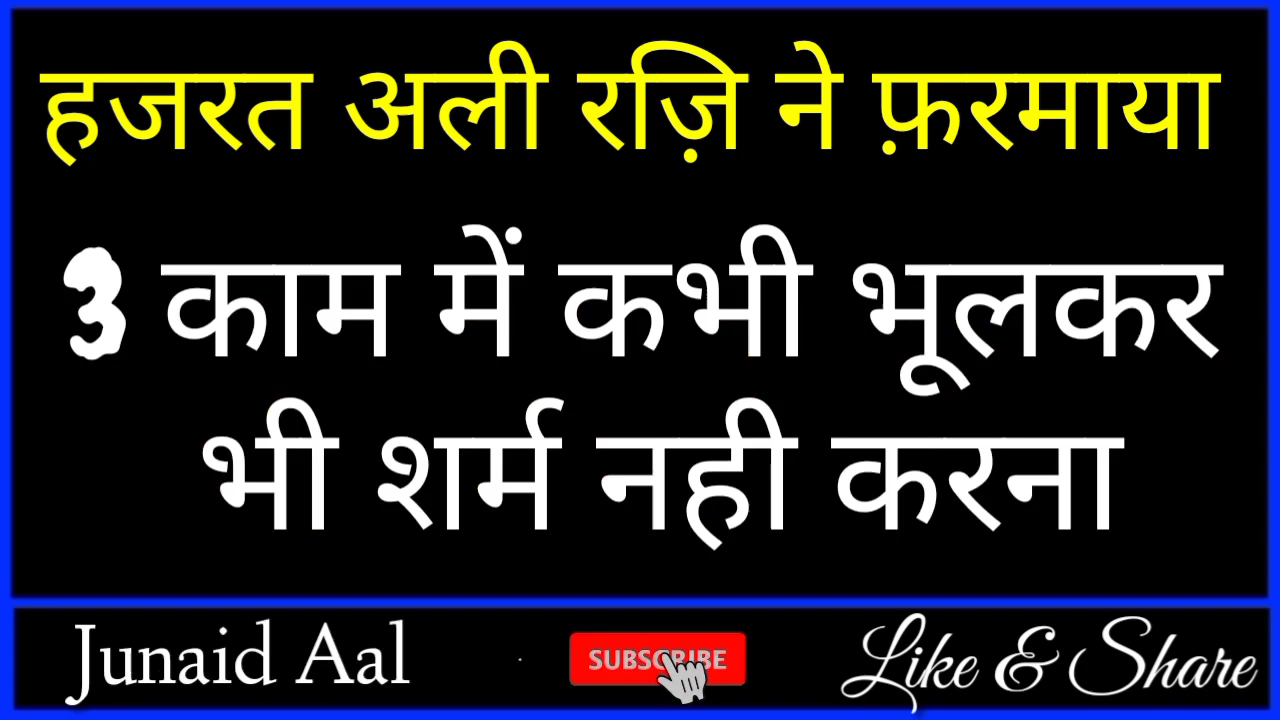 हजरत अली रज़ि ने फ़रमाया
3 काम में कभी भूलकर
भी शर्म नही करना
Junaid Aal
SUBSCRIBE
Like & Share